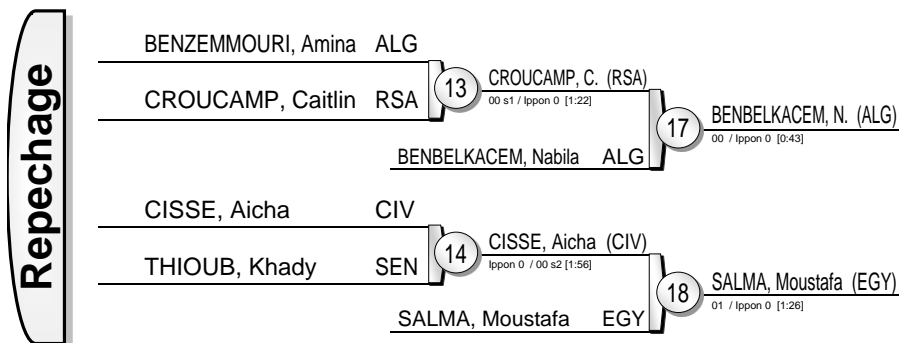 Repechage
BENZEMMOURI, Amina ALG
CROUCAMP, Caitlin RSA
13
CROUCAMP, C. (RSA)
00 s1 / Ippon 0 [1:22]
BENBELKACEM, Nabila ALG
17
BENBELKACEM, N. (ALG)
00 / Ippon 0 [0:43]
CISSE, Aicha CIV
THIOUB, Khady SEN
14
CISSE, Aicha (CIV)
Ippon 0 / 00 s2 [1:56]
SALMA, Moustafa EGY
18
SALMA, Moustafa (EGY)
01 / Ippon 0 [1:26]